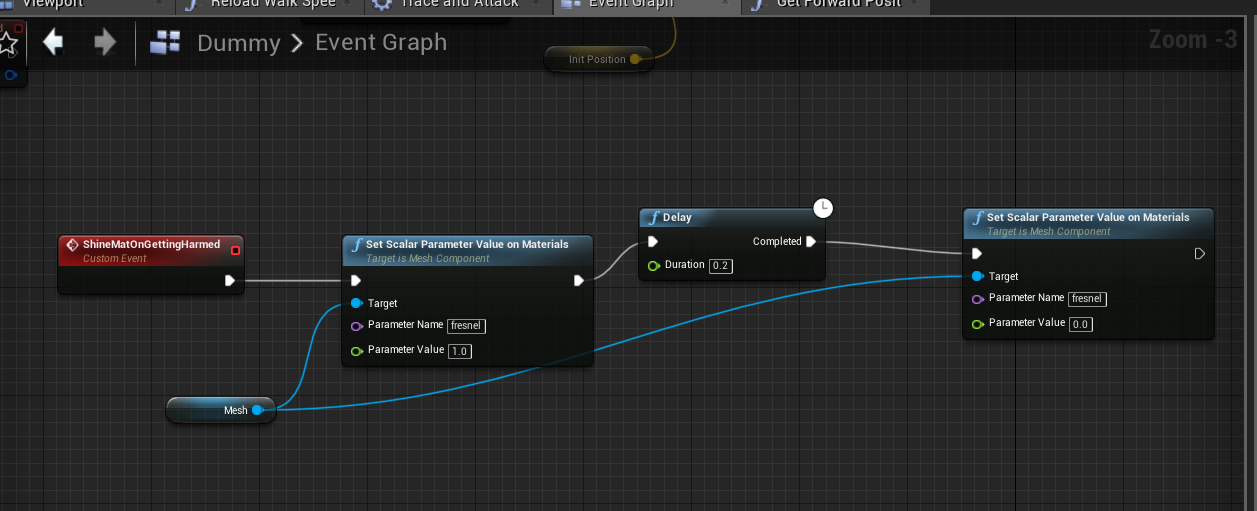 Viewport
Reload Walk Spee
Trace and Attack
Event Graph
Get Forward Posit
Dummy > Event Graph
Zoom -3
Init Position
ShineMatOnGettingHarmed
Custom Event
Set Scalar Parameter Value on Materials
Target is Mesh Component
Target
Parameter Name fresnel
Parameter Value 1.0
Mesh
Delay
Completed
Duration 0.2
Set Scalar Parameter Value on Materials
Target is Mesh Component
Target
Parameter Name fresnel
Parameter Value 0.0